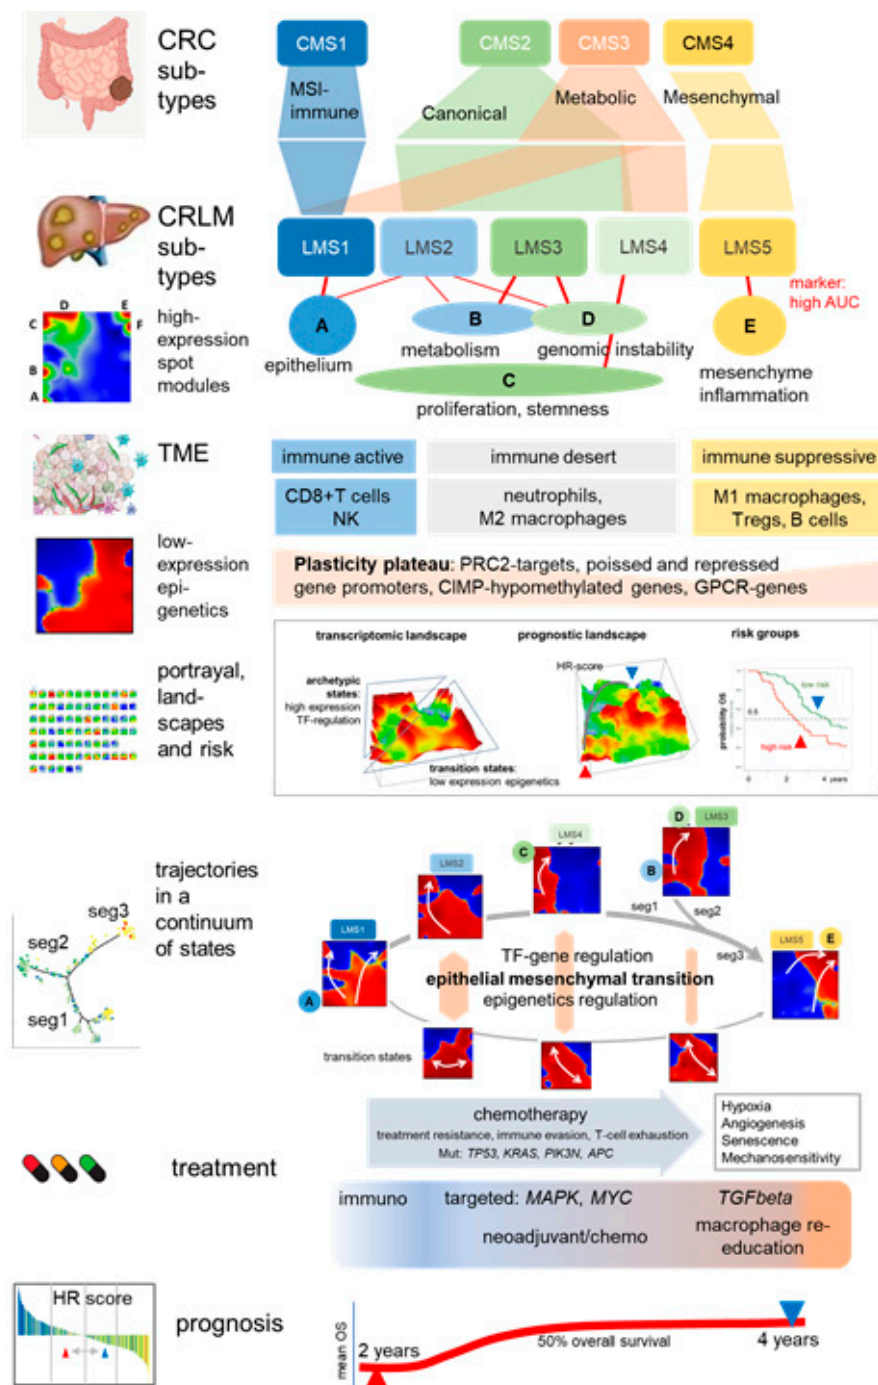 CRC
sub-
types
CMS1
CMS2
CMS3
CMS4
MSI-
immune
Canonical
Metabolic
Mesenchymal
CRLM
sub-
types
LMS1
LMS2
LMS3
LMS4
LMS5
marker:
high AUC
D E
C F
B
A
high-
expression
spot
modules
A
B
D
E
epithelium
metabolism
genomic instability
C
mesenchyme
inflammation
proliferation, stemness
TME
immune active
immune desert
immune suppressive
CD8+T cells
NK
neutrophils,
M2 macrophages
M1 macrophages,
Tregs, B cells
low-
expression
epi-
genetics
Plasticity plateau: PRC2-targets, poissed and repressed
gene promoters, CIMP-hypomethylated genes, GPCR-genes
portrayal,
land-
scapes
and risk
transcriptomic landscape
prognostic landscape
risk groups
archetypic
states:
high expression
TF-regulation
transition states:
low expression epigenetics
HR-score
probability OS
low risk
0.5
high risk
0 2 4 years
trajectories
in a
continuum
of states
seg3
seg2
seg1
LMS1
A
LMS2
LMS4
C
D
LMS3
B
seg1
seg2
seg3
LMS5
E
TF-gene regulation
epithelial mesenchymal transition
epigenetics regulation
transition states
chemotherapy
treatment resistance, immune evasion, T-cell exhaustion
Mut: TP53, KRAS, PIK3N, APC
Hypoxia
Angiogenesis
Senescence
Mechanosensitivity
treatment
immuno
targeted: MAPK, MYC
TGFbeta
neoadjuvant/chemo
macrophage re-
education
HR score
prognosis
mean OS
2 years
50% overall survival
4 years